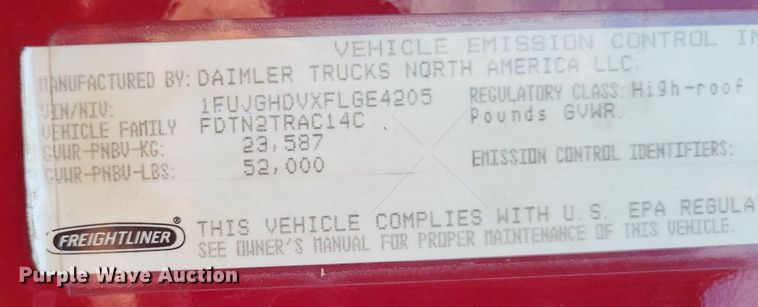 VEHICLE EMISSION CONTROL IN
MANUFACTURED BY: DAIMLER TRUCKS NORTH AMERICA LLC.
VIN/NIV: 1FUJGHDVXFLGE4205
REGULATORY CLASS: High-roof
VEHICLE FAMILY FDTN2TRAC14C
Pounds GVWR.
GVWR-PNBV-KG: 23,587
GVWR-PNBV-LBS: 52,000
EMISSION CONTROL IDENTIFIERS:
FREIGHTLINER®
THIS VEHICLE COMPLIES WITH U.S. EPA REGULA
SEE OWNER'S MANUAL FOR PROPER MAINTENANCE OF THIS VEHICLE.
Purple Wave Auction